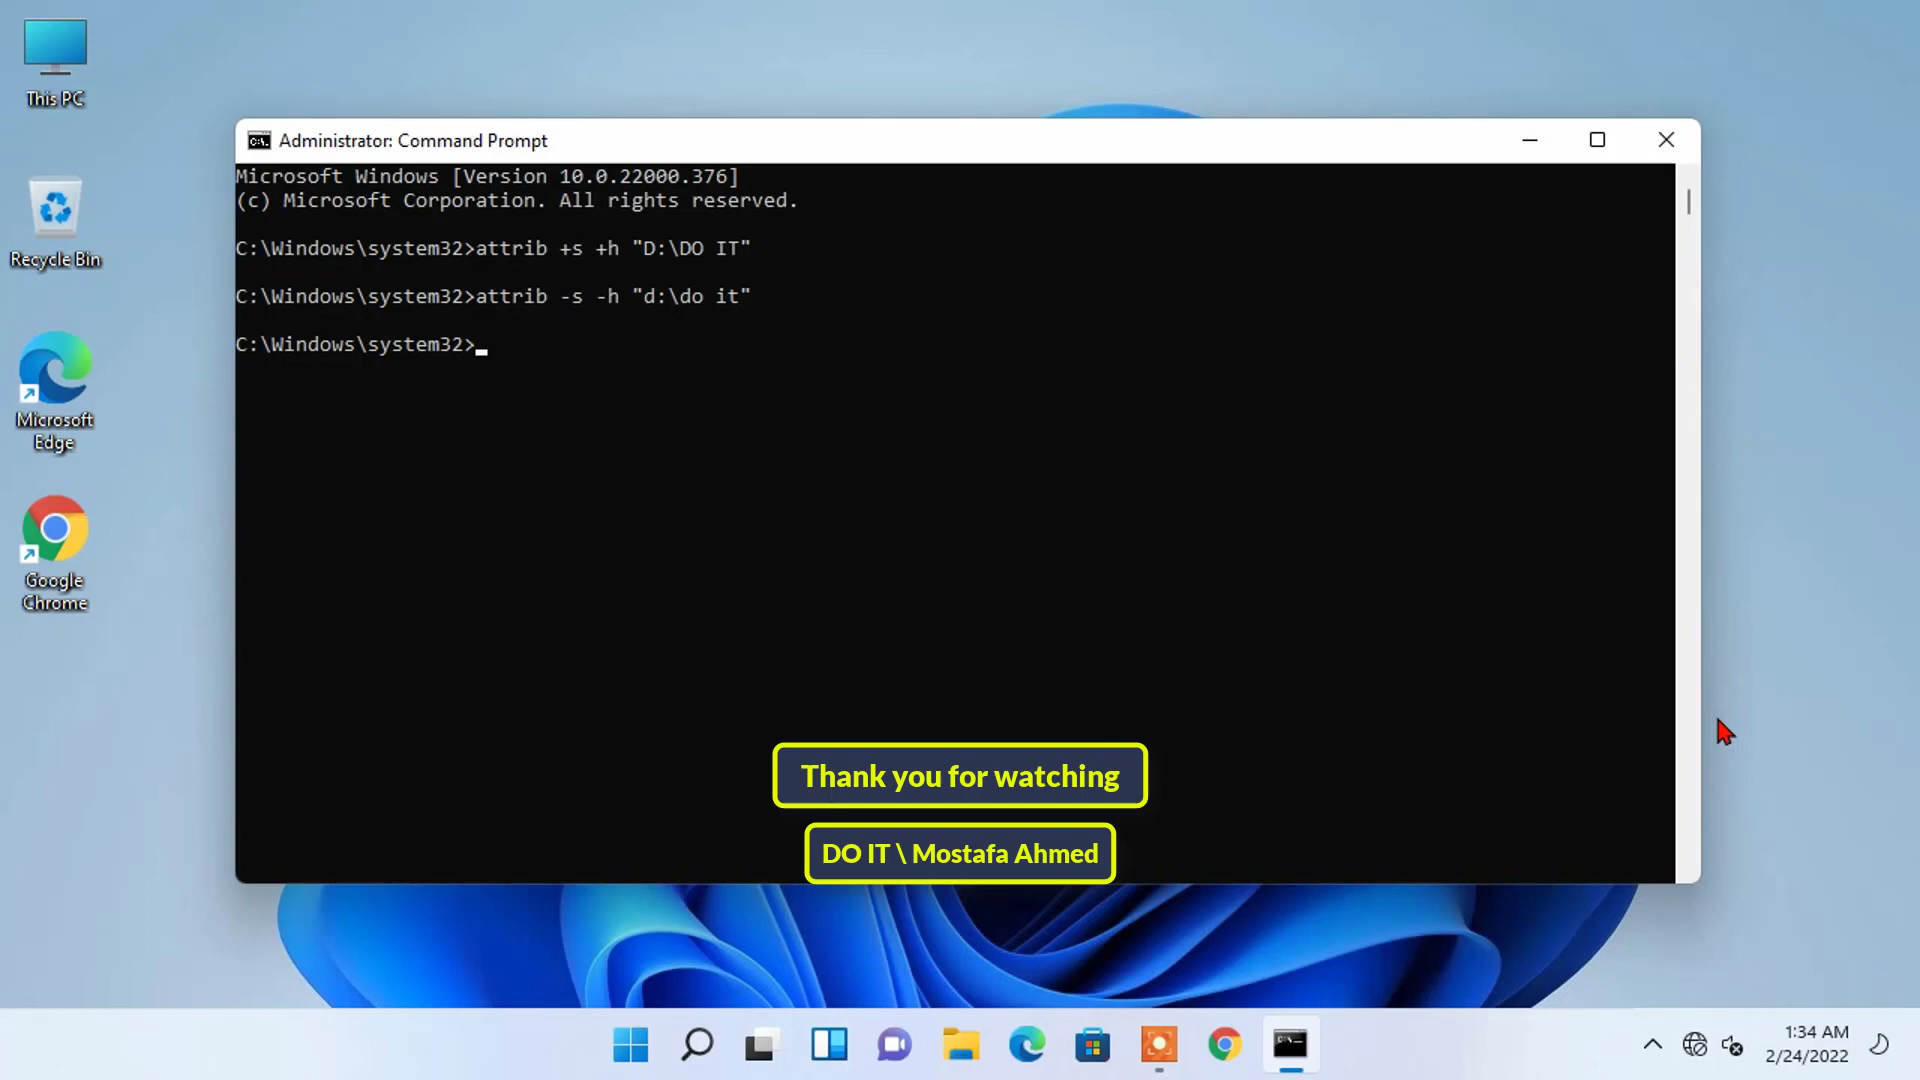 This PC
Recycle Bin
Microsoft
Edge
Google
Chrome
Administrator: Command Prompt
Microsoft Windows [Version 10.0.22000.376]
(c) Microsoft Corporation. All rights reserved.
C:\Windows\system32>attrib +s +h "D:\DO IT"
C:\Windows\system32>attrib -s -h "d:\do it"
C:\Windows\system32>
Thank you for watching
DO IT \ Mostafa Ahmed
1:34 AM
2/24/2022